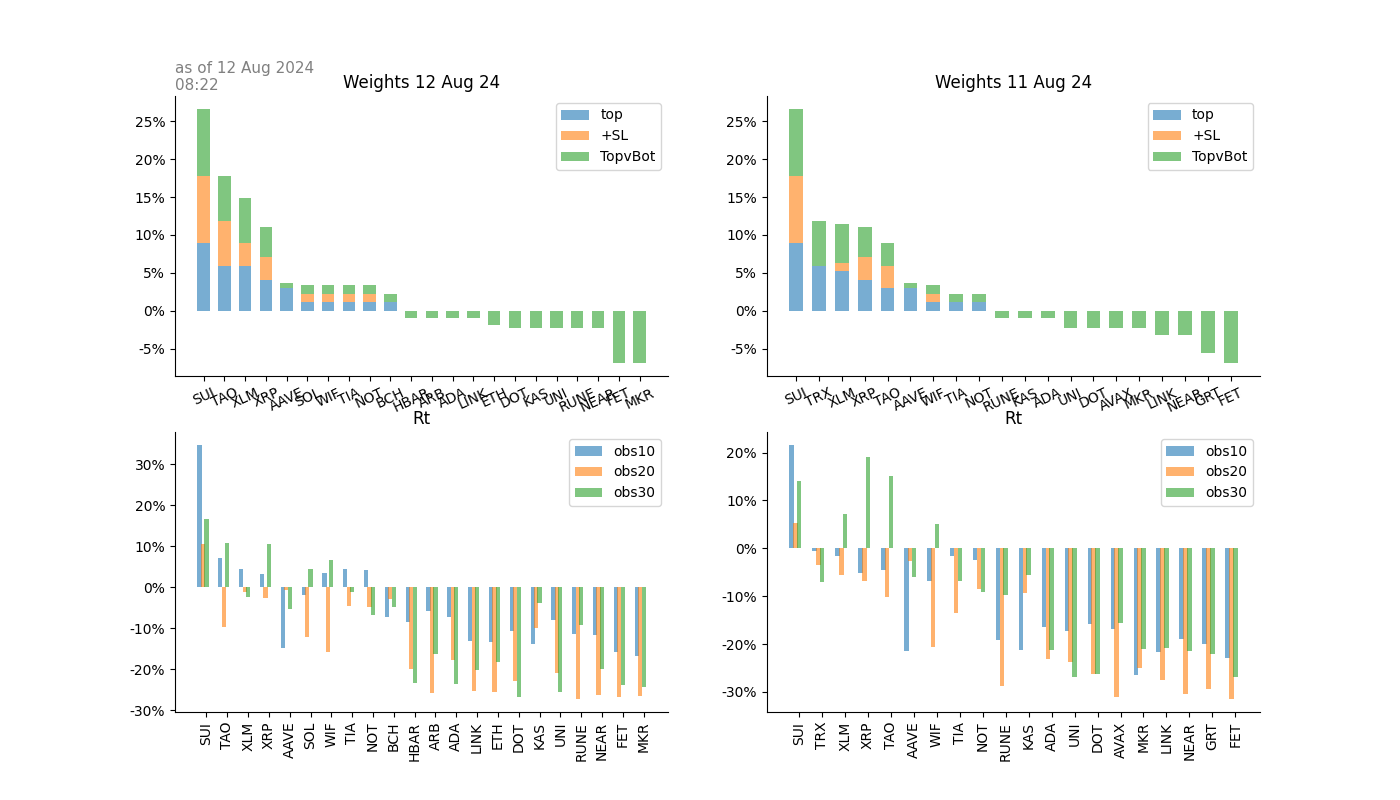 as of 12 Aug 2024
08:22
Weights 12 Aug 24
25%
20%
15%
10%
5%
0%
-5%
top
+SL
TopvBot
SUI TAO XLM XRP AAVE SOL WIF TIA NOT BCH HBAR ARB ADA LINK ETH DOT KAS UNI RUNE NEAR FET MKR
Weights 11 Aug 24
25%
20%
15%
10%
5%
0%
-5%
top
+SL
TopvBot
SUI TRX XLM XRP TAO AAVE WIF TIA NOT RUNE KAS ADA UNI DOT AVAX MKR LINK NEAR GRT FET
Rt
30%
20%
10%
0%
-10%
-20%
-30%
obs10
obs20
obs30
SUI TAO XLM XRP AAVE SOL WIF TIA NOT BCH HBAR ARB ADA LINK ETH DOT KAS UNI RUNE NEAR FET MKR
Rt
20%
10%
0%
-10%
-20%
-30%
obs10
obs20
obs30
SUI TRX XLM XRP TAO AAVE WIF TIA NOT RUNE KAS ADA UNI DOT AVAX MKR LINK NEAR GRT FET